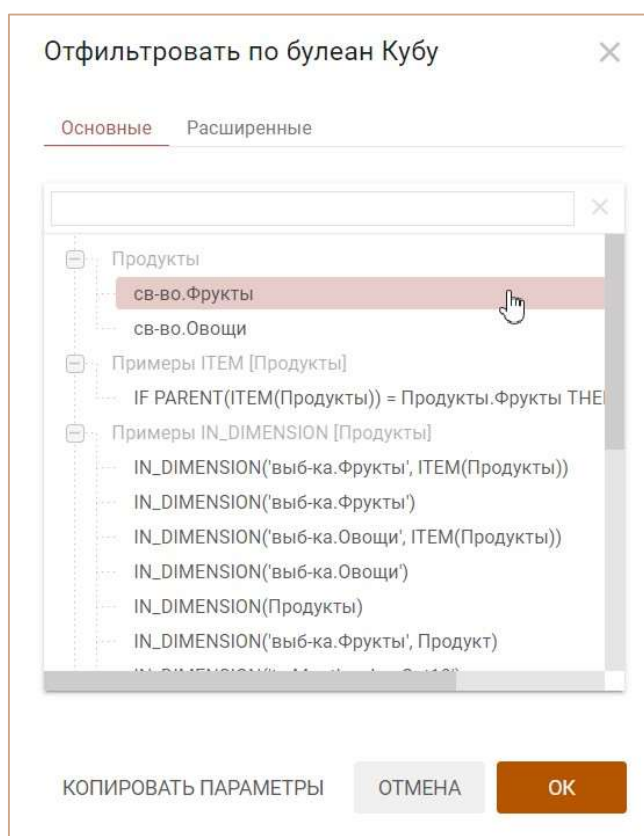 Отфильтровать по булеан Кубу
Основные Расширенные
Продукты
св-во.Фрукты
св-во.Овощи
Примеры ITEM [Продукты]
IF PARENT(ITEM(Продукты)) = Продукты.Фрукты THE
Примеры IN_DIMENSION [Продукты]
IN_DIMENSION('выб-ка.Фрукты', ITEM(Продукты))
IN_DIMENSION('выб-ка.Фрукты')
IN_DIMENSION('выб-ка.Овощи', ITEM(Продукты))
IN_DIMENSION('выб-ка.Овощи')
IN_DIMENSION(Продукты)
IN_DIMENSION('выб-ка.Фрукты', Продукт)
КОПИРОВАТЬ ПАРАМЕТРЫ ОТМЕНА ОК